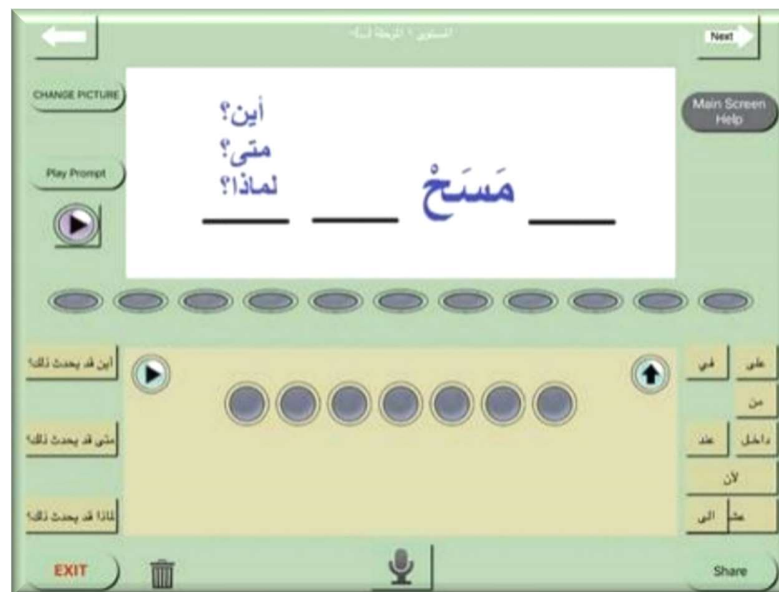 Next
CHANGE PICTURE
Main Screen
Help
أين؟
متى؟
لماذا؟
مَسَحْ
Play Prompt
أين قد يحدث ذلك؟
متى قد يحدث ذلك؟
لماذا قد يحدث ذلك؟
على
في
من
داخل
عند
لأن
الى
EXIT
Share